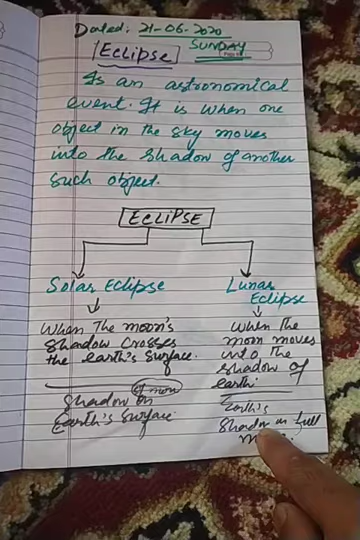 Dated: 21-06-2020
SUNDAY
Eclipse
Is an astronomical
event. It is when one
object in the sky moves
into the shadow of another
such object.
ECLIPSE
Solar Eclipse
When The moon's
shadow crosses
the earth's surface.
of moon
shadow on
Earth's surface
Lunar
Eclipse
When the
moon moves
into the
shadow of
earth.
Earth's
shadow on full